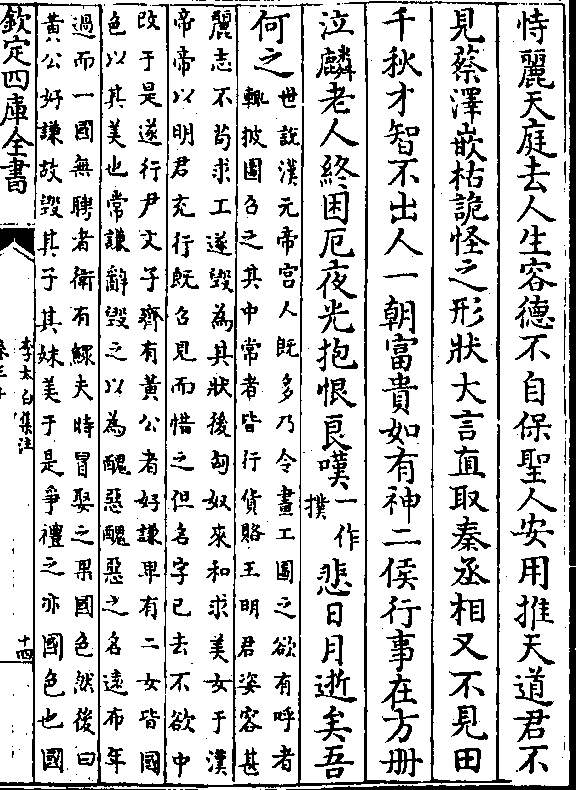 恃麗天庭去人生容德不自保聖人安用推天道君不
見蔡澤嵌枯詭怪之形狀大言直取秦丞相又不見田
千秋才智不出人一朝富貴如有神二侯行事在方册
泣麟老人終困厄夜光抱恨良嘆一作撲悲日月逝矣吾
何之世説漢元帝宫人既多乃令畫工圖之欲有呼者
輙披圖召之其中常者皆行貨賂王明君姿容甚
麗志不茍求工遂毁為其狀後匈奴來和求美女于漢
帝帝以明君充行既召見而惜之但名字已去不欲中
改于是遂行尹文子齊有黄公者好謙卑有二女皆國
色以其美也常謙辭毁之以為醜惡醜惡之名逺布年
過而一國無聘者衛有鰥夫時冒娶之果國色然後曰
黄公好謙故毁其子其妹美于是爭禮之亦國色也國
欽定四庫全書
李太白集注
卷三十
十四